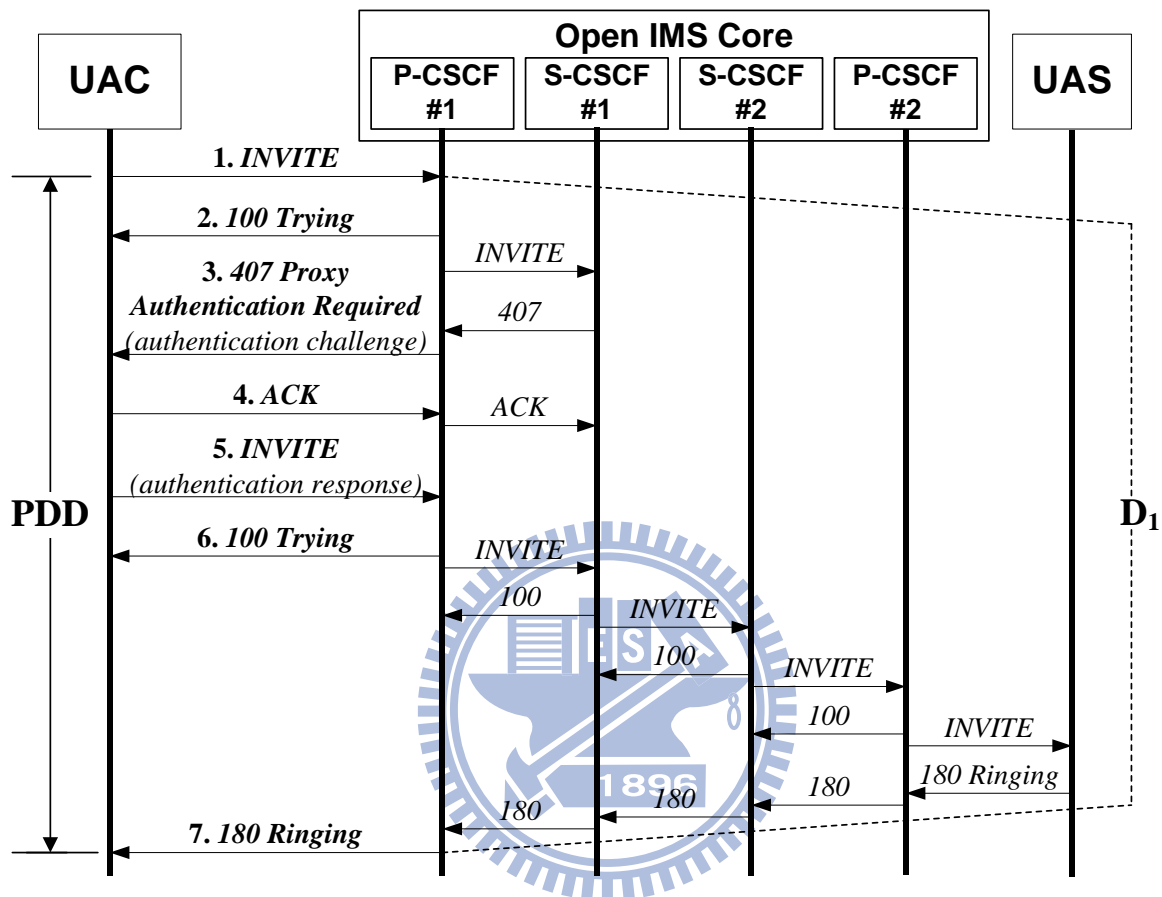 Open IMS Core
UAC
P-CSCF
#1
S-CSCF
#1
S-CSCF
#2
P-CSCF
#2
UAS
1. INVITE
2. 100 Trying
INVITE
3. 407 Proxy
Authentication Required
(authentication challenge)
407
4. ACK
ACK
5. INVITE
(authentication response)
PDD
D1
6. 100 Trying
INVITE
100
INVITE
100
INVITE
100
INVITE
180 Ringing
180
180
180
7. 180 Ringing
E S A
8
1896